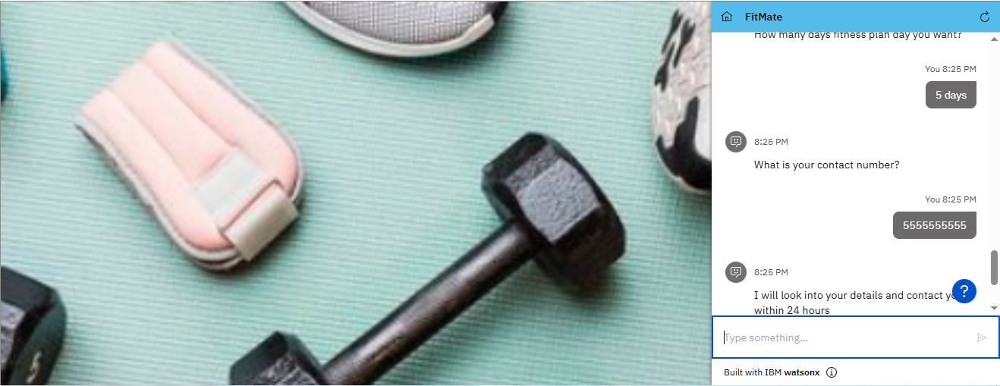 FitMate
How many days fitness plan day you want?
You 8:25 PM
5 days
8:25 PM
What is your contact number?
You 8:25 PM
5555555555
8:25 PM
I will look into your details and contact yo
?
within 24 hours
Type something...
Built with IBM watsonx